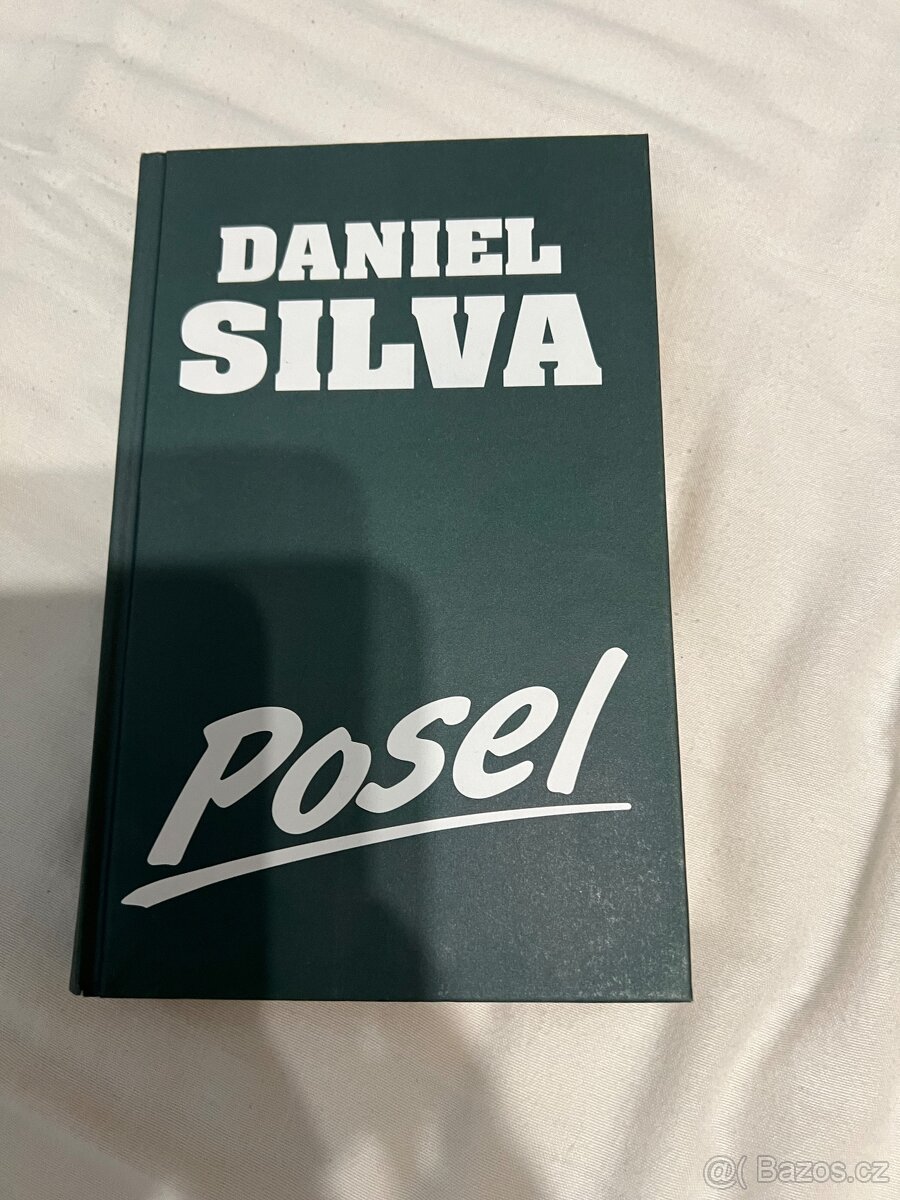 DANIEL
SILVA
Posel
@( Bazos.cz